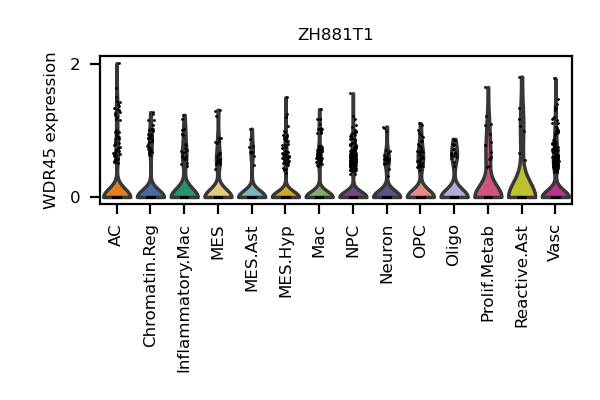 ZH881T1
WDR45 expression
2
0
AC
Chromatin.Reg
Inflammatory.Mac
MES
MES.Ast
MES.Hyp
Mac
NPC
Neuron
OPC
Oligo
Prolif.Metab
Reactive.Ast
Vasc